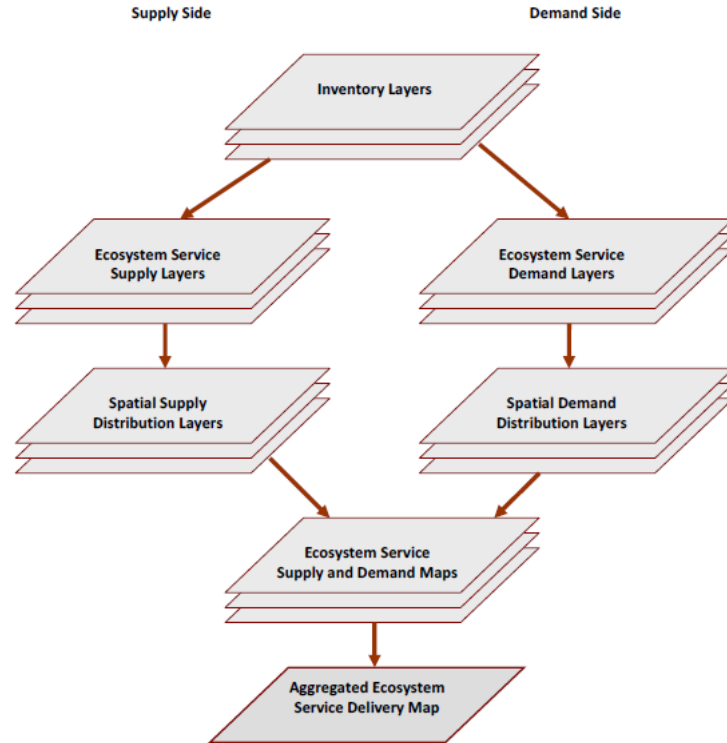 Supply Side
Demand Side
Inventory Layers
Ecosystem Service
Supply Layers
Ecosystem Service
Demand Layers
Spatial Supply
Distribution Layers
Spatial Demand
Distribution Layers
Ecosystem Service
Supply and Demand Maps
Aggregated Ecosystem
Service Delivery Map